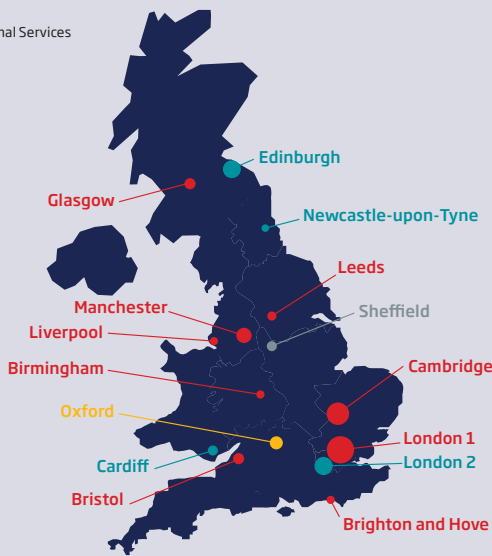 Services
Edinburgh
Glasgow
Newcastle-upon-Tyne
Leeds
Manchester
Sheffield
Liverpool
Birmingham
Cambridge
Oxford
London 1
Cardiff
London 2
Bristol
Brighton and Hove